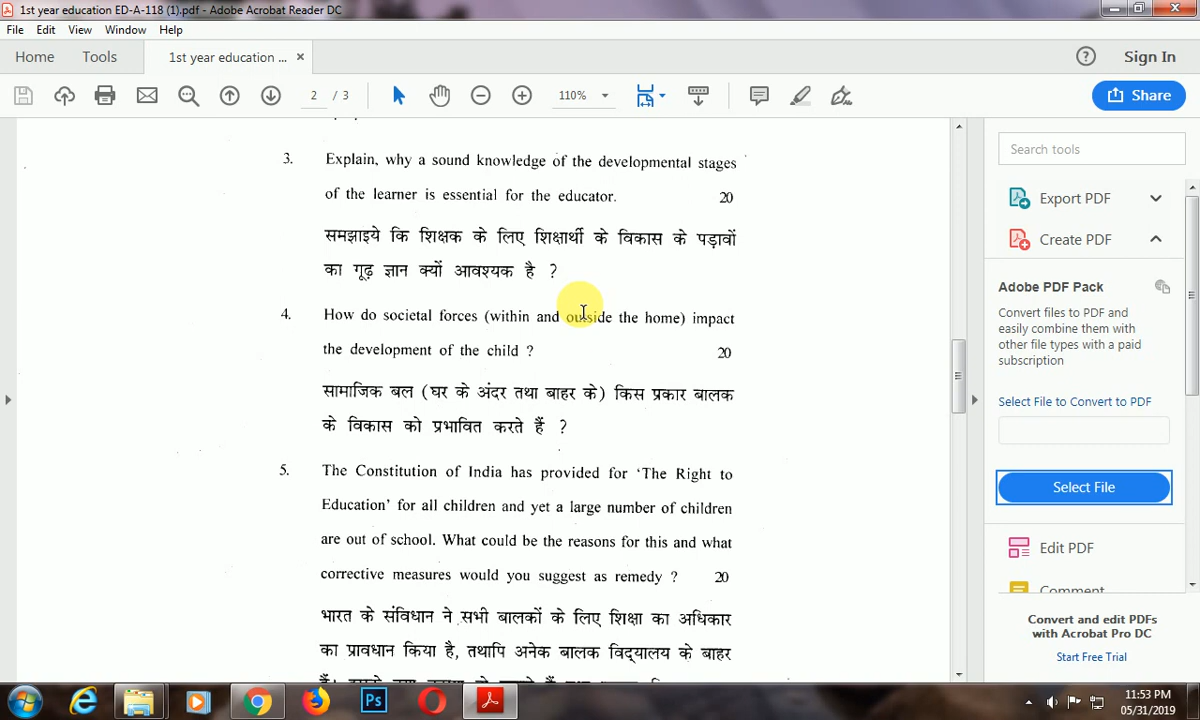 1st year education ED-A-118 (1).pdf - Adobe Acrobat Reader DC
File Edit View Window Help
Home Tools 1st year education ... × Sign In
2 / 3 110% Share
3. Explain, why a sound knowledge of the developmental stages
of the learner is essential for the educator. 20
समझाइये कि शिक्षक के लिए शिक्षार्थी के विकास के पड़ावों
का गूढ़ ज्ञान क्यों आवश्यक है ?
4. How do societal forces (within and outside the home) impact
the development of the child ? 20
सामाजिक बल (घर के अंदर तथा बाहर के) किस प्रकार बालक
के विकास को प्रभावित करते हैं ?
5. The Constitution of India has provided for 'The Right to
Education' for all children and yet a large number of children
are out of school. What could be the reasons for this and what
corrective measures would you suggest as remedy ? 20
भारत के संविधान ने सभी बालकों के लिए शिक्षा का अधिकार
का प्रावधान किया है, तथापि अनेक बालक विद्यालय के बाहर
Search tools
Export PDF
Create PDF
Adobe PDF Pack
Convert files to PDF and
easily combine them with
other file types with a paid
subscription
Select File to Convert to PDF
Select File
Edit PDF
Comment
Convert and edit PDFs
with Acrobat Pro DC
Start Free Trial
Ps
11:53 PM
05/31/2019